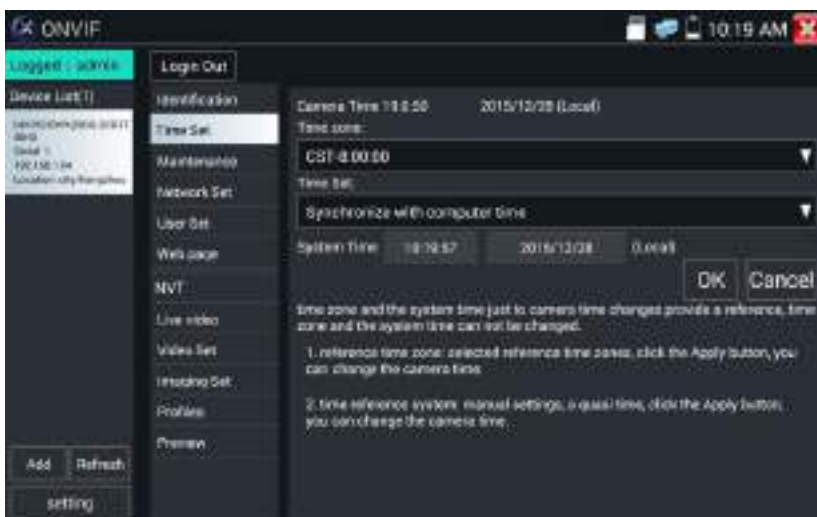 ONVIF
10:19 AM
Logged : admin
Login Out
Device List(1)
Identification
Time Set
Maintenance
Network Set
User Set
Web page
NVT
Live video
Video Set
Imaging Set
Profiles
Preview
Camera Time
2015/12/28 (Local)
Time zone:
CST-8:00:00
Time Set:
Synchronize with computer time
System Time
10:19:57
2015/12/28
(Local)
OK
Cancel
time zone and the system time just to camera time changed provide a reference, time
zone and the system time can not be changed.
1. reference time zone: selected reference time zones, click the Apply button, you
can change the camera time.
2. time reference system: manual settings, a quasi time, click the Apply button,
you can change the camera time.
Add
Refresh
setting